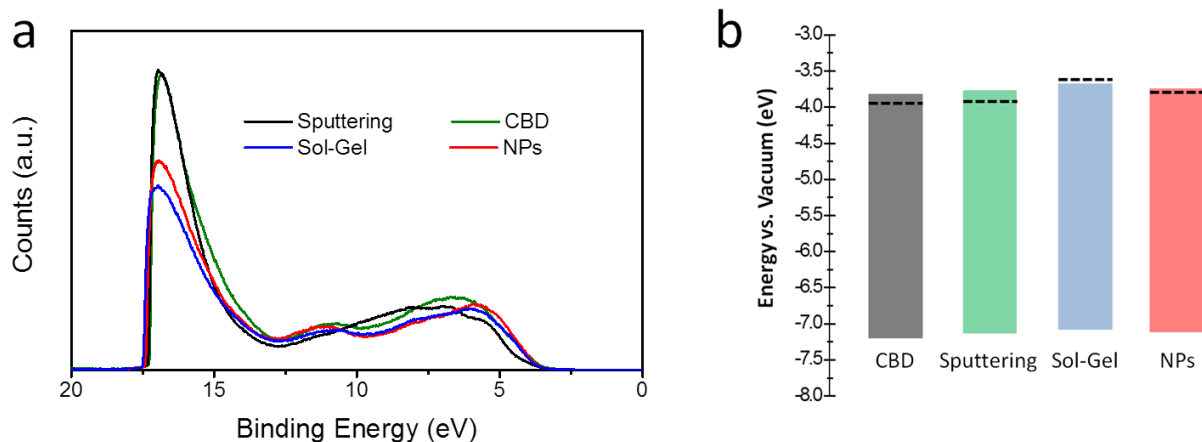 a
Counts (a.u.)
Sputtering
CBD
Sol-Gel
NPs
20
15
10
5
0
Binding Energy (eV)
b
Energy vs. Vacuum (eV)
-3.0
-3.5
-4.0
-4.5
-5.0
-5.5
-6.0
-6.5
-7.0
-7.5
-8.0
CBD
Sputtering
Sol-Gel
NPs